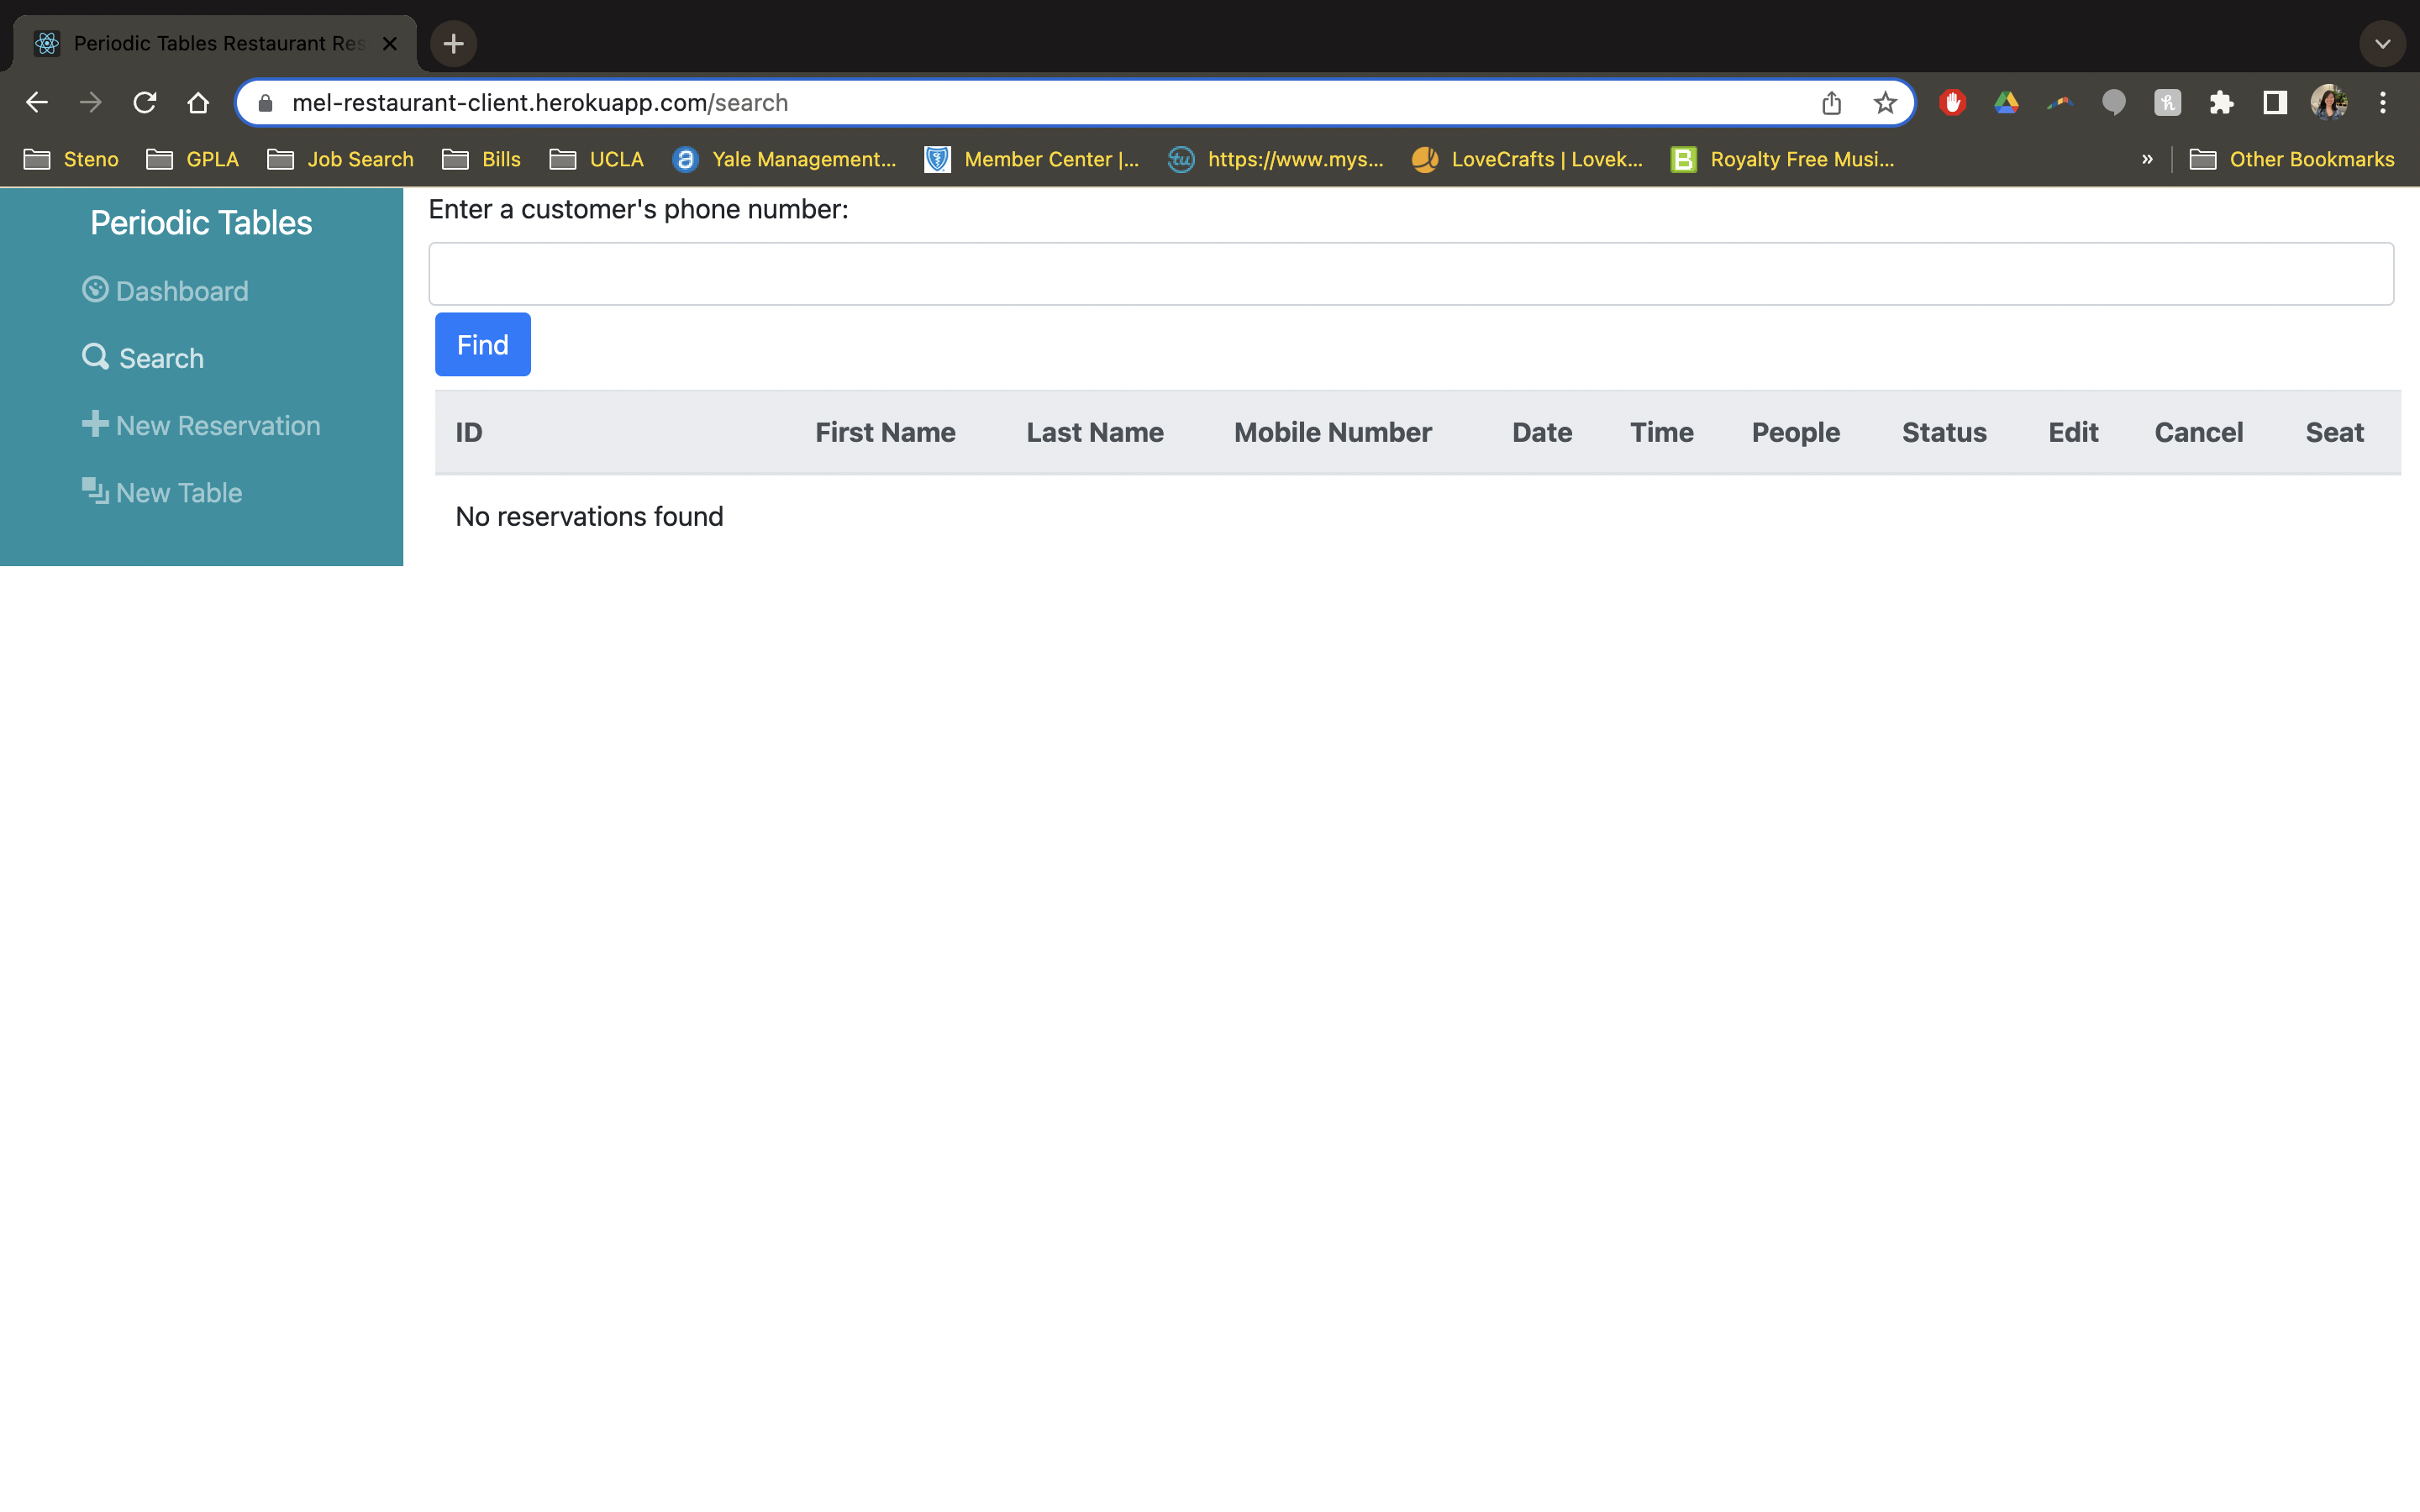 Periodic Tables Restaurant Res
mel-restaurant-client.herokuapp.com/search
Steno GPLA Job Search Bills UCLA Yale Management... Member Center |... https://www.mys... LoveCrafts | Lovek... Royalty Free Musi... » Other Bookmarks
Periodic Tables
Dashboard
Search
New Reservation
New Table
Enter a customer's phone number:
Find
ID First Name Last Name Mobile Number Date Time People Status Edit Cancel Seat
No reservations found